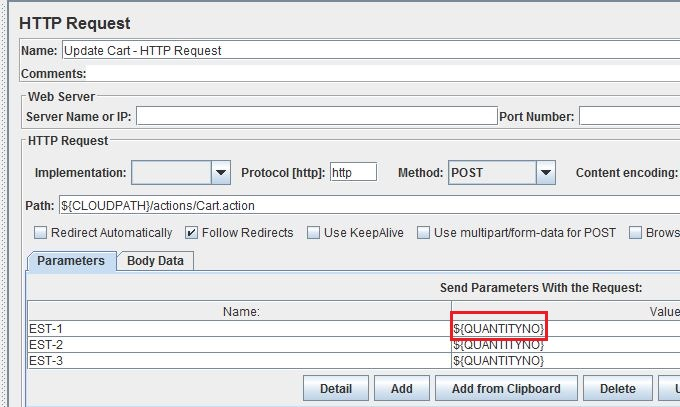 HTTP Request
Name: Update Cart - HTTP Request
Comments:
Web Server
Server Name or IP: Port Number:
HTTP Request
Implementation: Protocol [http]: http Method: POST Content encoding:
Path: ${CLOUDPATH}/actions/Cart.action
Redirect Automatically Follow Redirects Use KeepAlive Use multipart/form-data for POST Brows
Parameters Body Data
Send Parameters With the Request:
Name: Value
EST-1 ${QUANTITYNO}
EST-2 ${QUANTITYNO}
EST-3 ${QUANTITYNO}
Detail Add Add from Clipboard Delete U